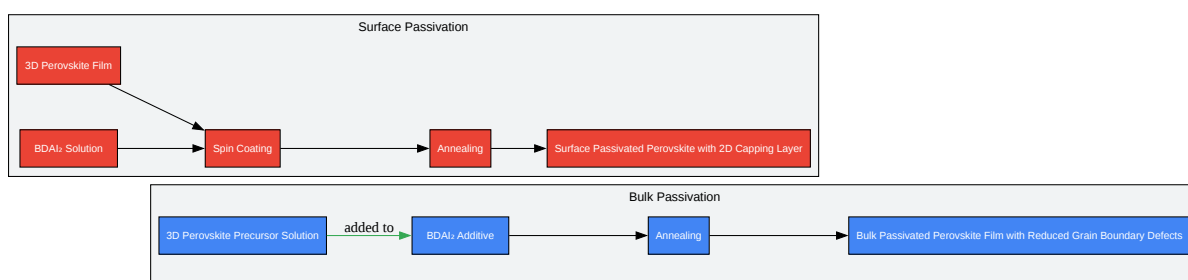 Surface Passivation
3D Perovskite Film
BDAI₂ Solution
Spin Coating
Annealing
Surface Passivated Perovskite with 2D Capping Layer
Bulk Passivation
3D Perovskite Precursor Solution
added to
BDAI₂ Additive
Annealing
Bulk Passivated Perovskite Film with Reduced Grain Boundary Defects